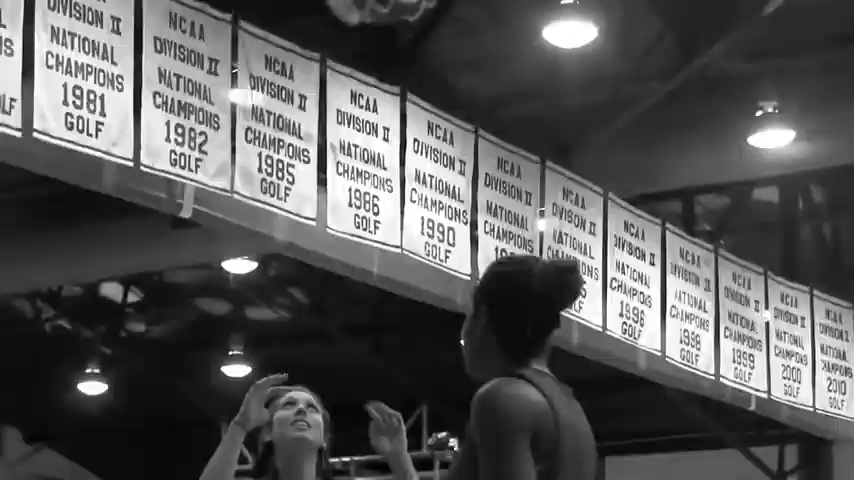 LF
NCAA
DIVISION II
NATIONAL
CHAMPIONS
1981
GOLF
NCAA
DIVISION II
NATIONAL
CHAMPIONS
1982
GOLF
NCAA
DIVISION II
NATIONAL
CHAMPIONS
1985
GOLF
NCAA
DIVISION II
NATIONAL
CHAMPIONS
1986
GOLF
NCAA
DIVISION II
NATIONAL
CHAMPIONS
1990
GOLF
NCAA
DIVISION II
NATIONAL
CHAMPIONS
NCAA
DIVISION II
NATIONAL
CHAMPIONS
GOLF
NCAA
DIVISION II
NATIONAL
CHAMPIONS
1996
GOLF
NCAA
DIVISION II
NATIONAL
CHAMPIONS
1998
GOLF
NCAA
DIVISION II
NATIONAL
CHAMPIONS
1999
GOLF
NCAA
DIVISION II
NATIONAL
CHAMPIONS
2000
GOLF
NCAA
DIVISION II
NATIONAL
CHAMPIONS
2010
GOLF